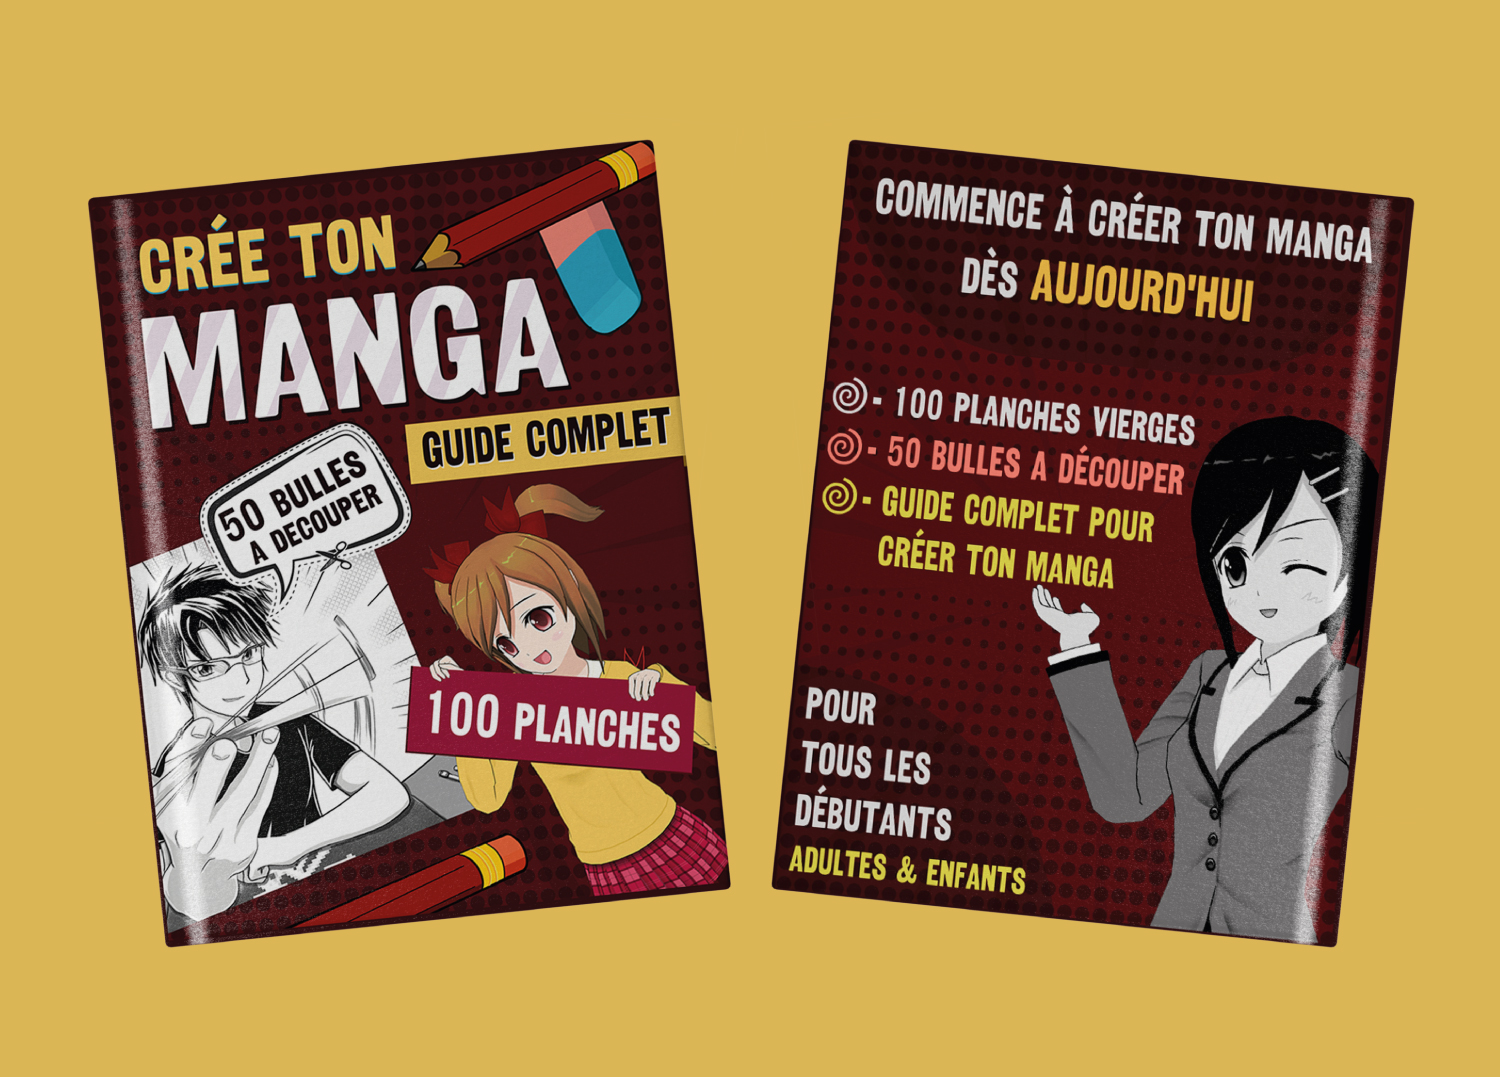 CRÉE TON
MANGA
GUIDE COMPLET
50 BULLES
A DECOUPER
100 PLANCHES
COMMENCE À CRÉER TON MANGA
DÈS AUJOURD'HUI
- 100 PLANCHES VIERGES
- 50 BULLES A DÉCOUPER
- GUIDE COMPLET POUR
CRÉER TON MANGA
POUR
TOUS LES
DÉBUTANTS
ADULTES & ENFANTS